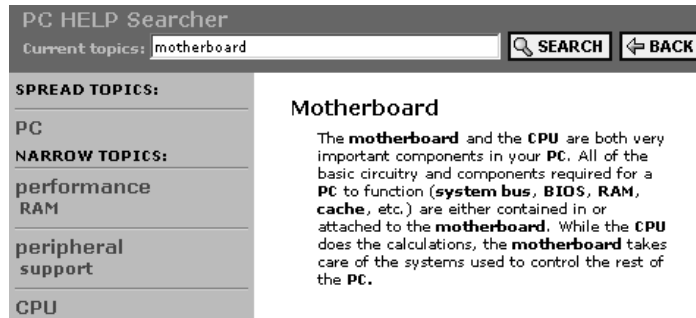 PC HELP Searcher
Current topics: motherboard SEARCH BACK
SPREAD TOPICS:
PC
NARROW TOPICS:
performance
RAM
peripheral
support
CPU
Motherboard
The motherboard and the CPU are both very
important components in your PC. All of the
basic circuitry and components required for a
PC to function (system bus, BIOS, RAM,
cache, etc.) are either contained in or
attached to the motherboard. While the CPU
does the calculations, the motherboard takes
care of the systems used to control the rest of
the PC.